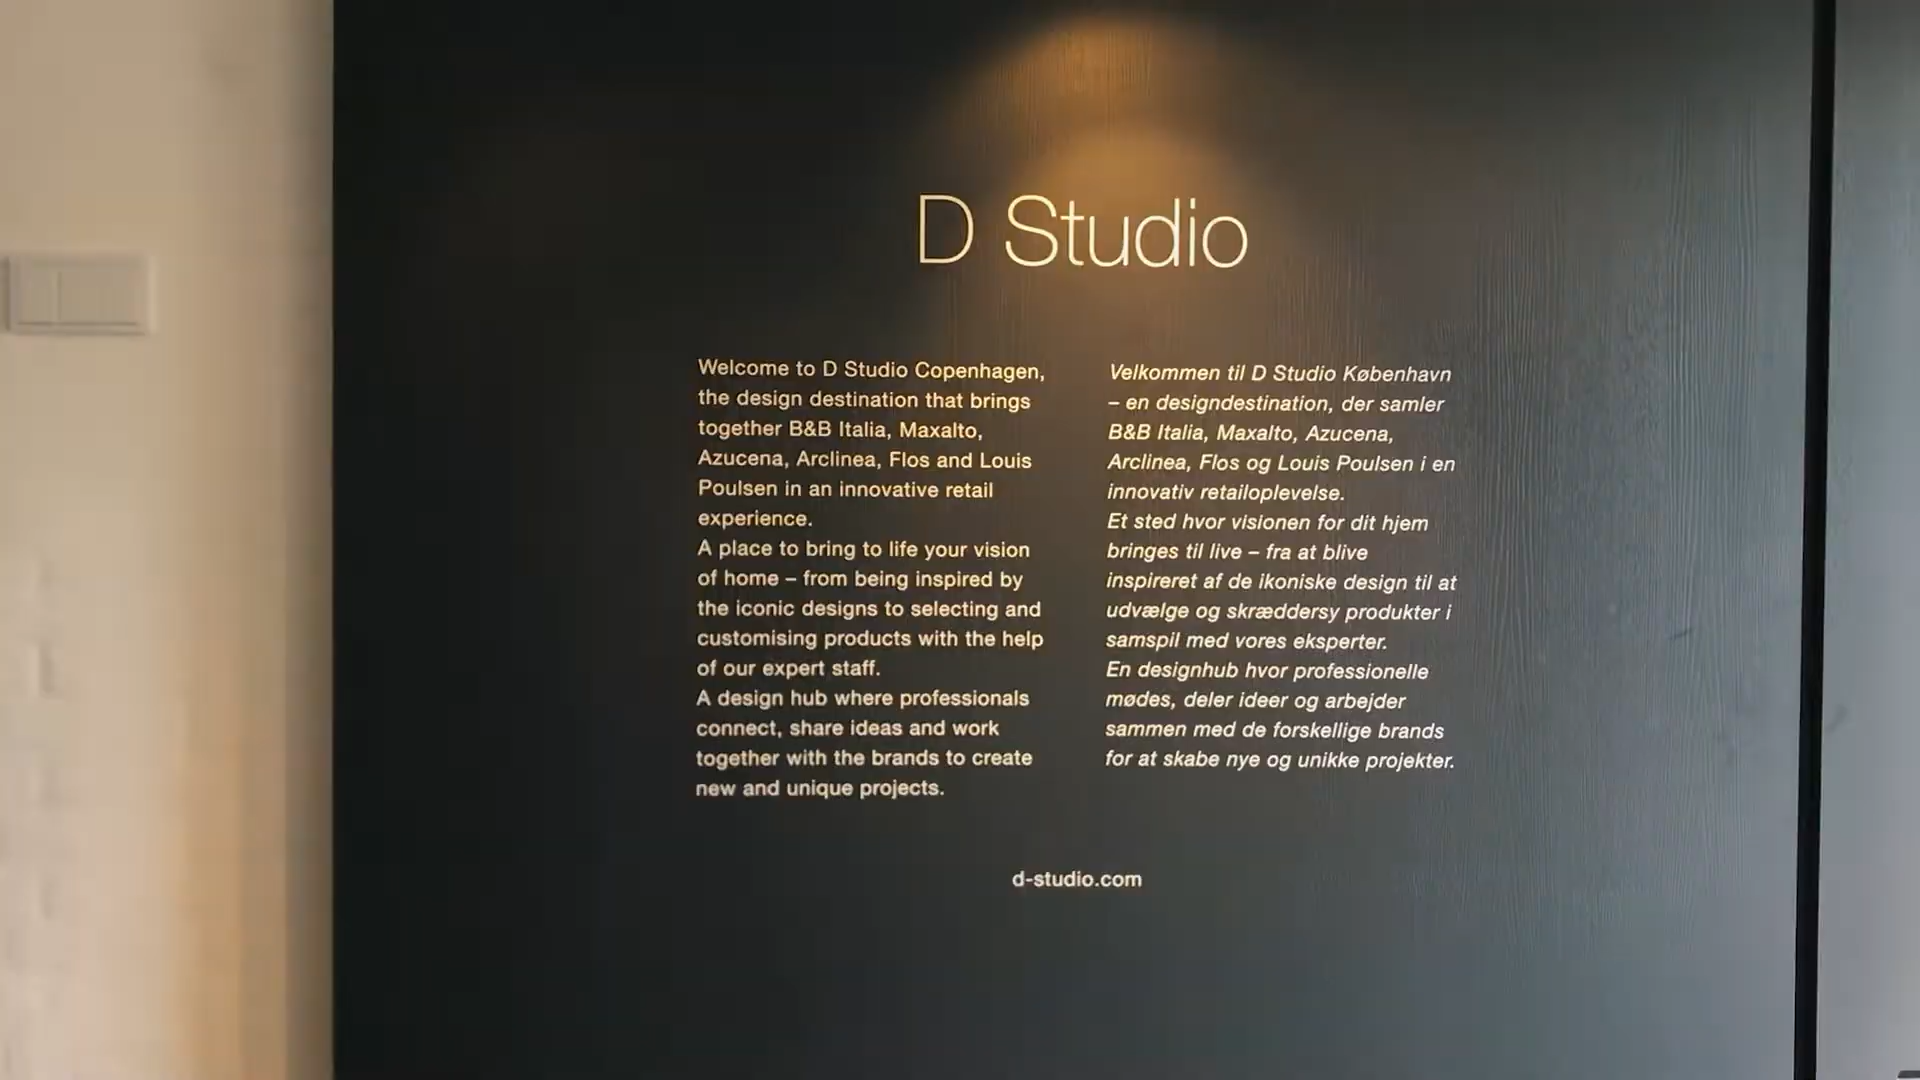 D Studio
Welcome to D Studio Copenhagen,
the design destination that brings
together B&B Italia, Maxalto,
Azucena, Arclinea, Flos and Louis
Poulsen in an innovative retail
experience.
A place to bring to life your vision
of home – from being inspired by
the iconic designs to selecting and
customising products with the help
of our expert staff.
A design hub where professionals
connect, share ideas and work
together with the brands to create
new and unique projects.
Velkommen til D Studio København
– en designdestination, der samler
B&B Italia, Maxalto, Azucena,
Arclinea, Flos og Louis Poulsen i en
innovativ retailoplevelse.
Et sted hvor visionen for dit hjem
bringes til live – fra at blive
inspireret af de ikoniske design til at
udvælge og skræddersy produkter i
samspil med vores eksperter.
En designhub hvor professionelle
mødes, deler ideer og arbejder
sammen med de forskellige brands
for at skabe nye og unikke projekter.
d-studio.com